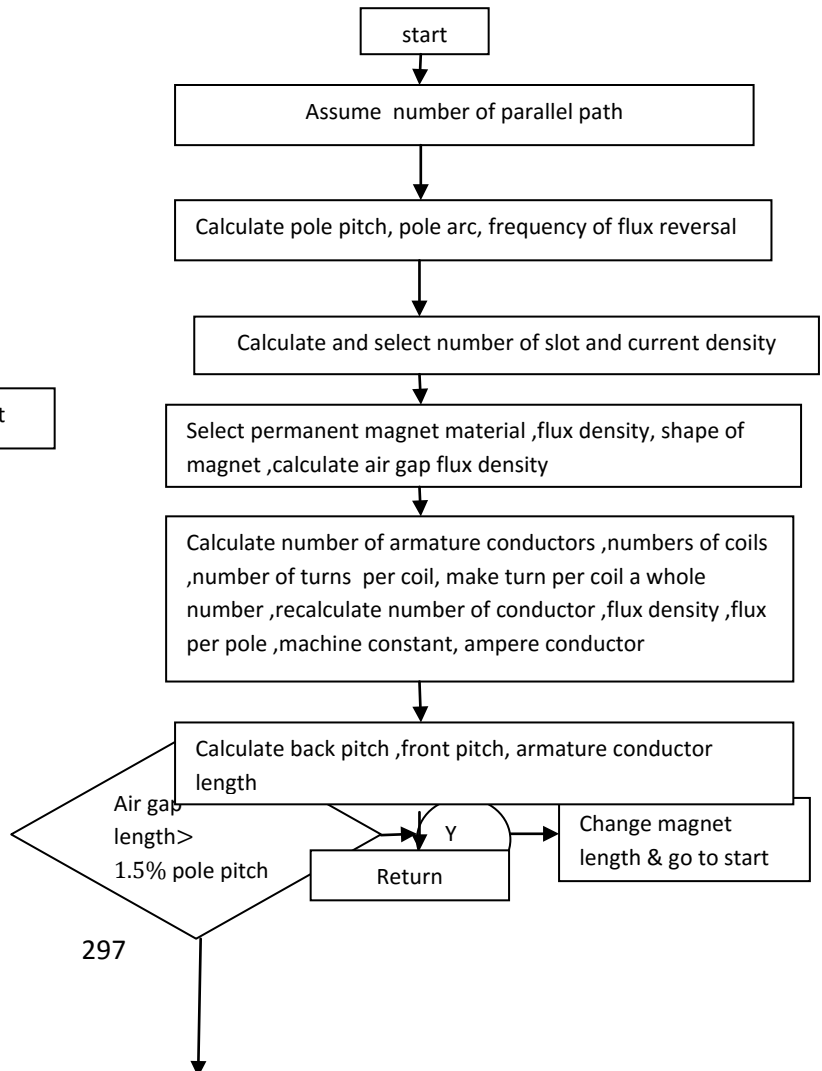 start
Assume number of parallel path
Calculate pole pitch, pole arc, frequency of flux reversal
Calculate and select number of slot and current density
t
Select permanent magnet material ,flux density, shape of
magnet ,calculate air gap flux density
Calculate number of armature conductors ,numbers of coils
,number of turns per coil, make turn per coil a whole
number ,recalculate number of conductor ,flux density ,flux
per pole ,machine constant, ampere conductor
Calculate back pitch ,front pitch, armature conductor
length
Air gap
length>
1.5% pole pitch
Y
Change magnet
length & go to start
Return
297